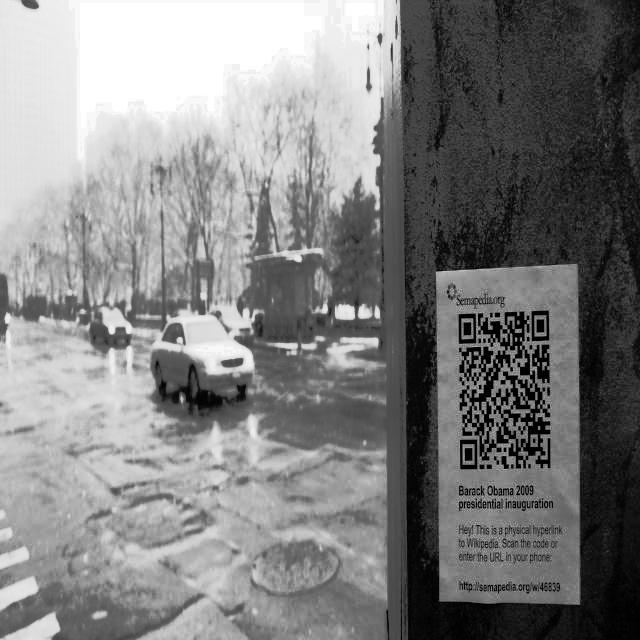 Semapedia.org
Barack Obama 2009
presidential inauguration
Hey! This is a physical hyperlink
to Wikipedia. Scan the code or
enter the URL in your phone:
http://semapedia.org/w/46839